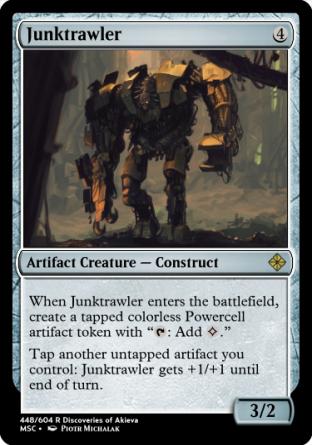 Junktrawler 4
Artifact Creature — Construct
When Junktrawler enters the battlefield,
create a tapped colorless Powercell
artifact token with “T: Add C.”
Tap another untapped artifact you
control: Junktrawler gets +1/+1 until
end of turn.
3/2
448/604 R Discoveries of Akieva
MSC • Piotr Michalak